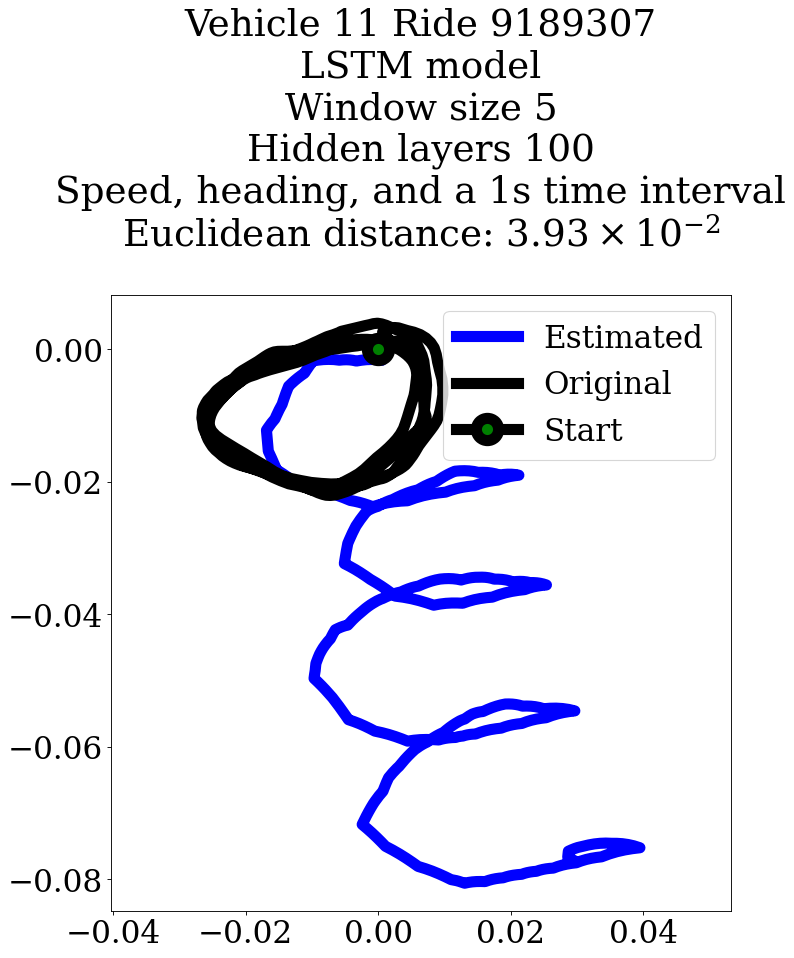 Vehicle 11 Ride 9189307
LSTM model
Window size 5
Hidden layers 100
Speed, heading, and a 1s time interval
Euclidean distance: 3.93 × 10⁻²
Estimated
Original
Start
0.00
−0.02
−0.04
−0.06
−0.08
−0.04 −0.02 0.00 0.02 0.04